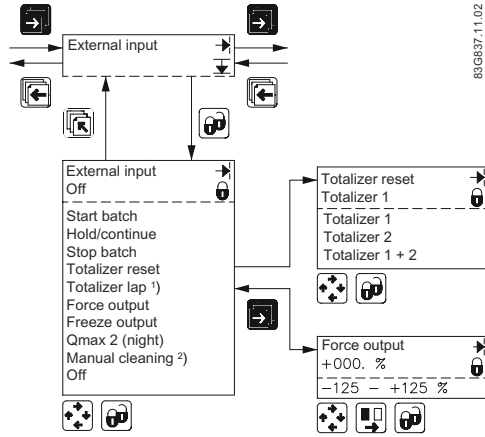 83G837.11.02
External input
External input
Off
Start batch
Hold/continue
Stop batch
Totalizer reset
Totalizer lap ¹)
Force output
Freeze output
Qmax 2 (night)
Manual cleaning ²)
Off
Totalizer reset
Totalizer 1
Totalizer 1
Totalizer 2
Totalizer 1 + 2
Force output
+000. %
−125 − +125 %